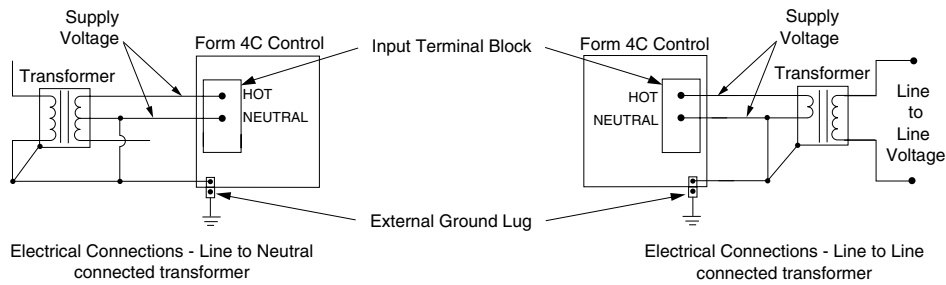 Supply
Voltage
Form 4C Control
Transformer
HOT
NEUTRAL
Input Terminal Block
External Ground Lug
Form 4C Control
Supply
Voltage
Transformer
HOT
NEUTRAL
Line
to
Line
Voltage
Electrical Connections - Line to Neutral
connected transformer
Electrical Connections - Line to Line
connected transformer